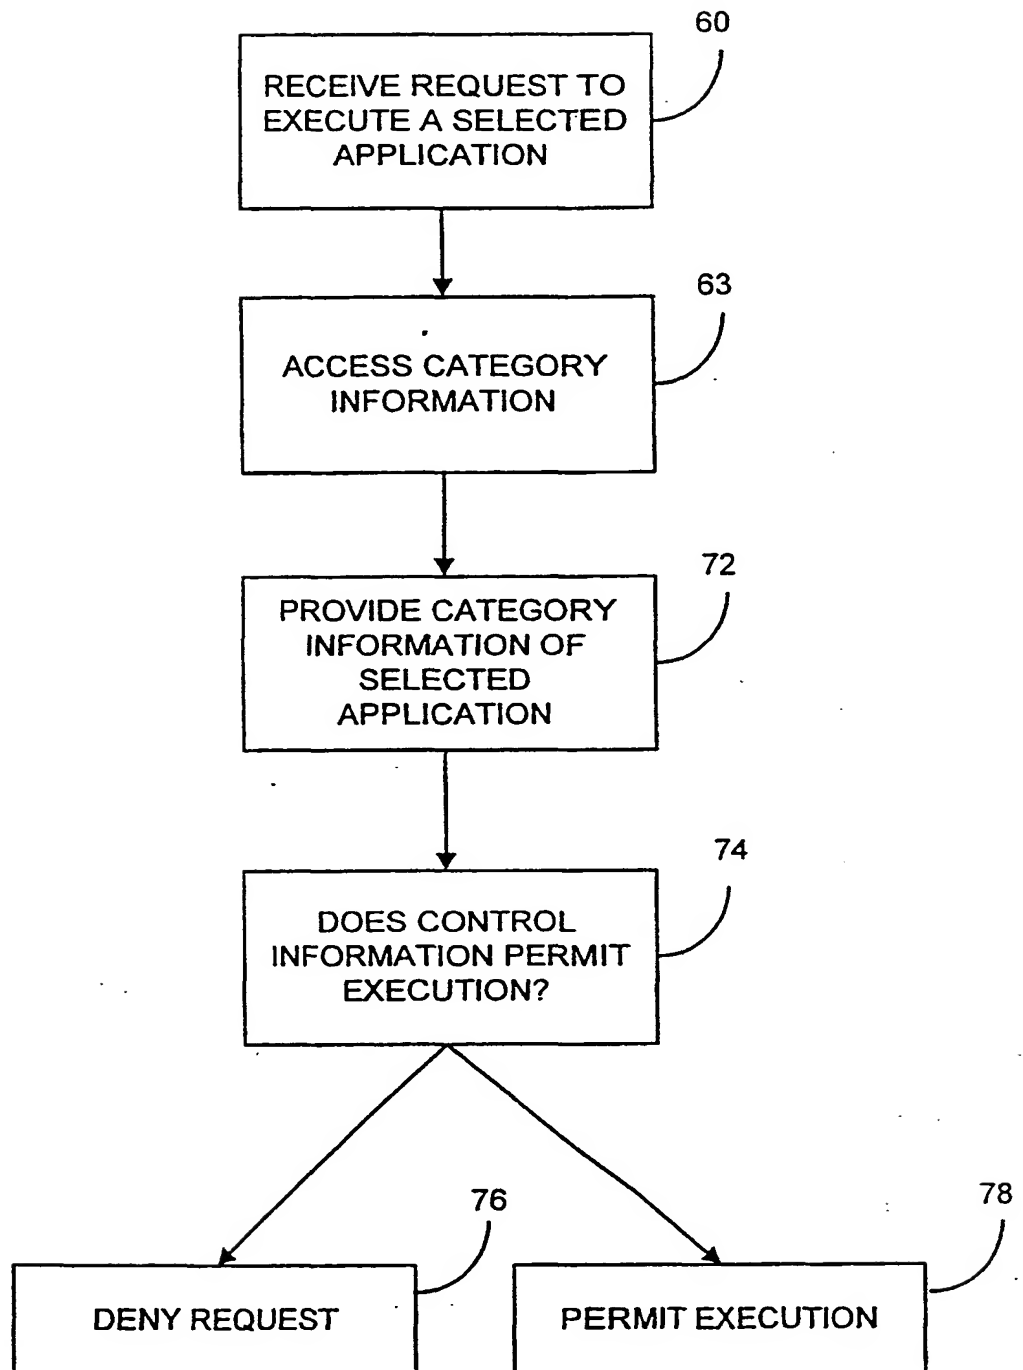 60
RECEIVE REQUEST TO
EXECUTE A SELECTED
APPLICATION
63
ACCESS CATEGORY
INFORMATION
72
PROVIDE CATEGORY
INFORMATION OF
SELECTED
APPLICATION
74
DOES CONTROL
INFORMATION PERMIT
EXECUTION?
76
78
DENY REQUEST
PERMIT EXECUTION